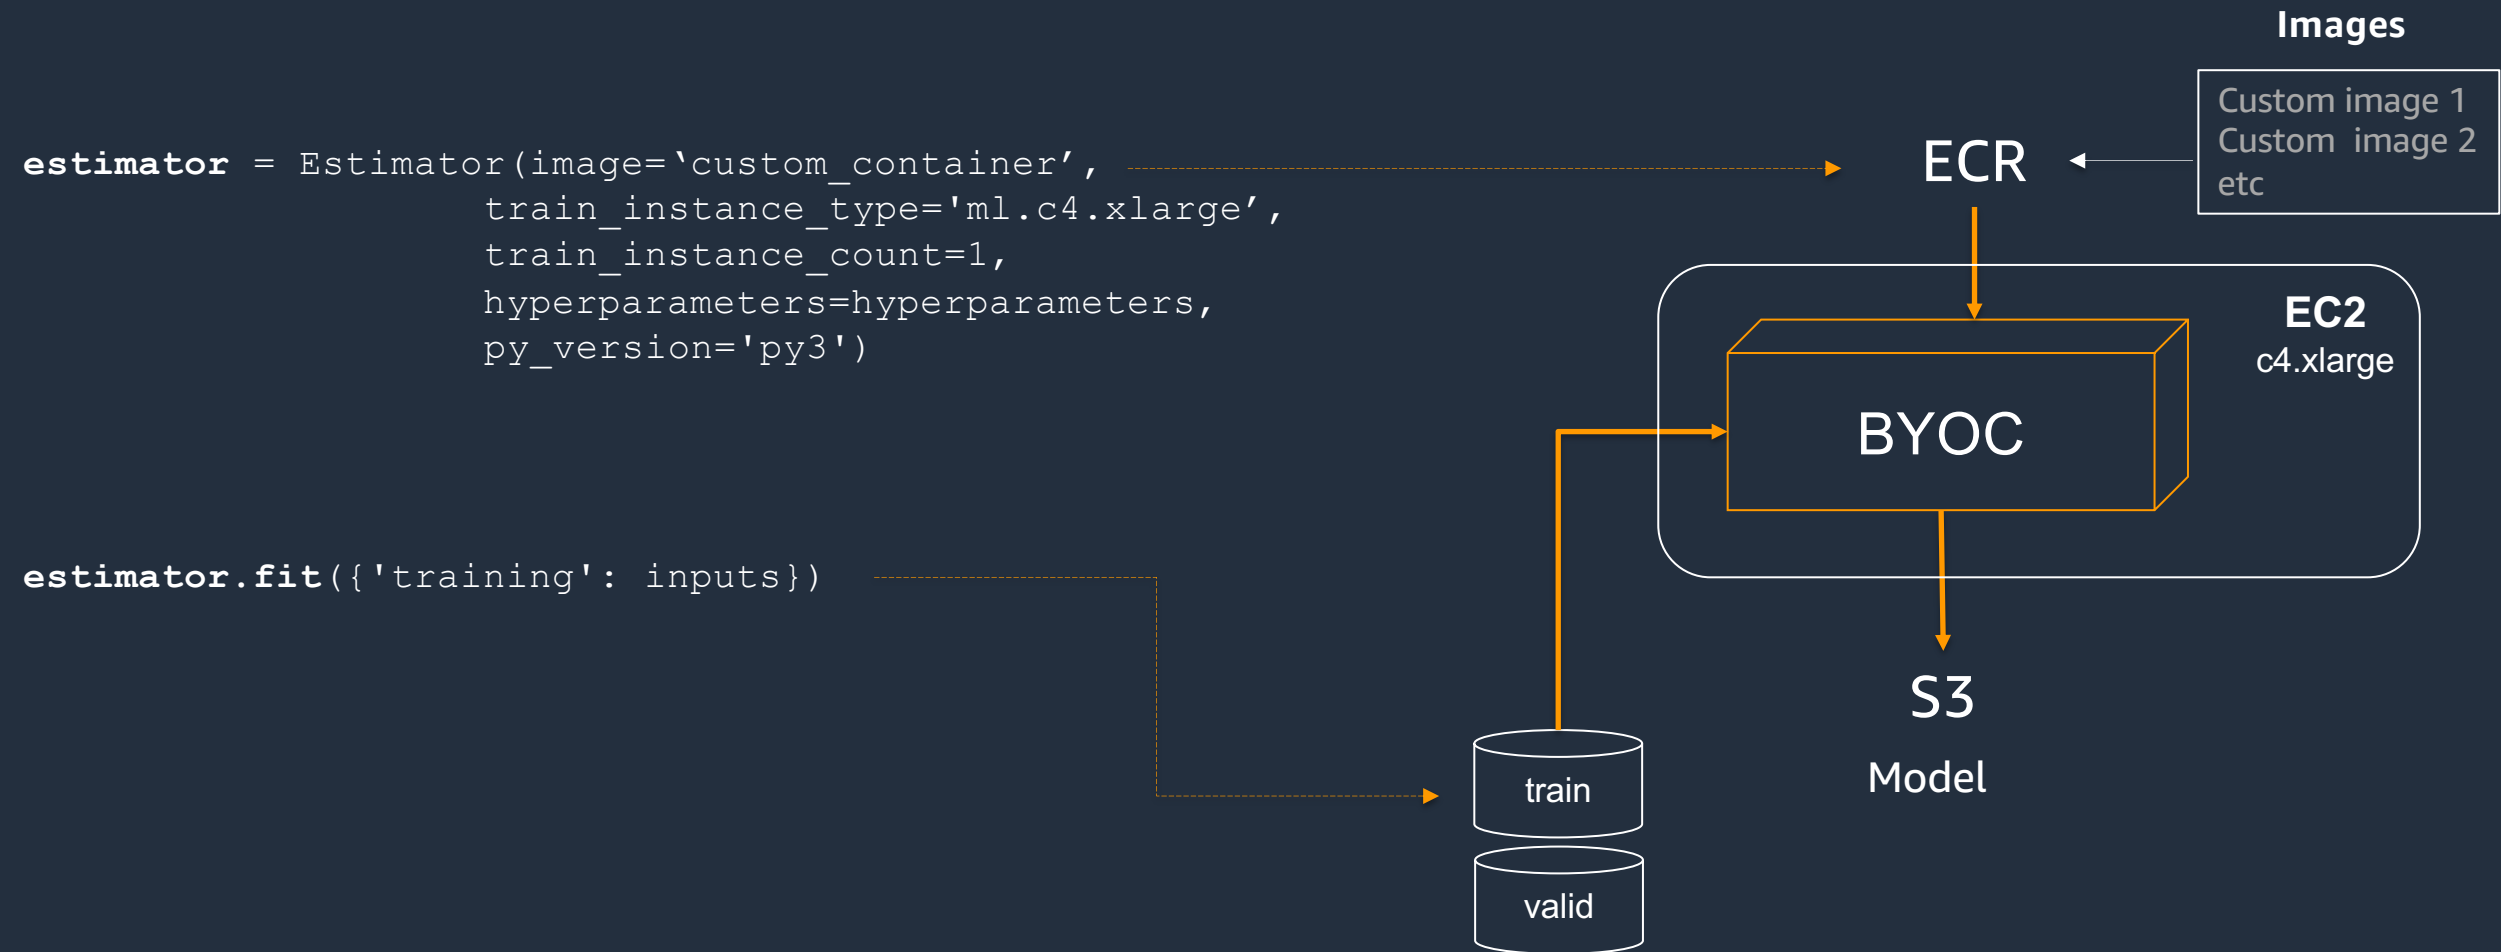 Images
Custom image 1
Custom  image 2
etc
ECR
estimator = Estimator(image=‘custom_container’,
train_instance_type='ml.c4.xlarge’,
train_instance_count=1,
hyperparameters=hyperparameters,
py_version='py3')
EC2
c4.xlarge
BYOC
estimator.fit({'training': inputs})
S3
Model
train
valid